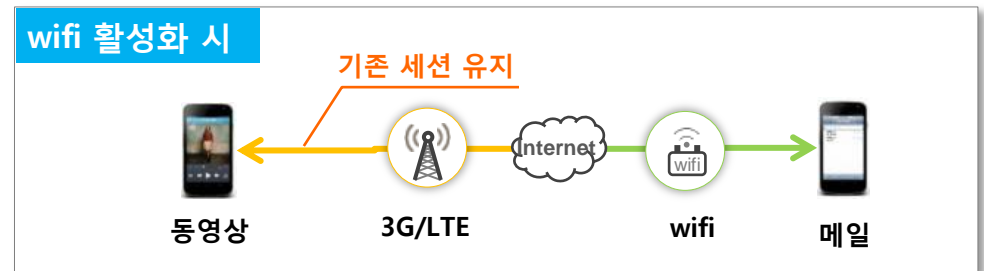 wifi 활성화 시
기존 세션 유지
Internet
wifi
동영상
3G/LTE
wifi
메일